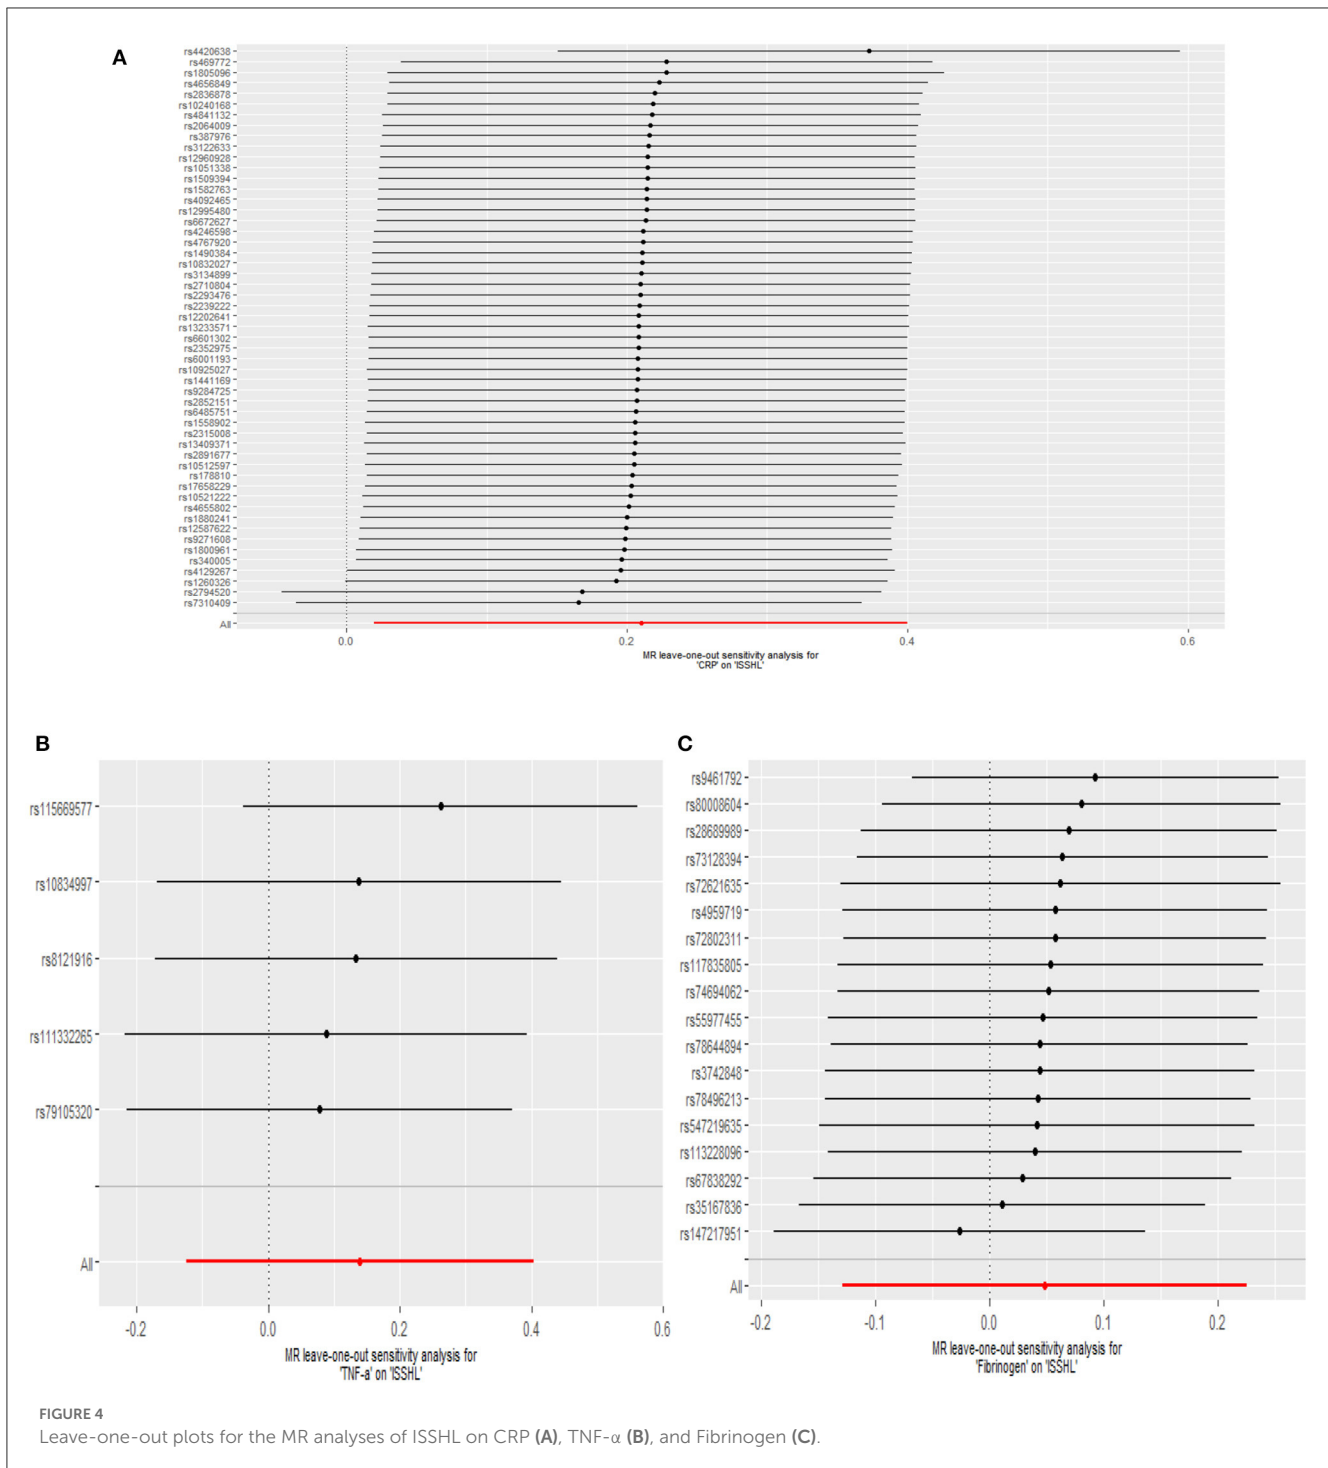 A
rs4420638
rs469772
rs1805096
rs4656849
rs2836878
rs10240168
rs4841132
rs2064009
rs387976
rs3122633
rs12960928
rs1051338
rs1509394
rs1582763
rs4092465
rs12995480
rs6672627
rs4246598
rs4767920
rs1490384
rs10832027
rs3134899
rs2710804
rs2293476
rs2239222
rs12202641
rs13233571
rs6601302
rs2352975
rs6001193
rs10925027
rs1441169
rs9284725
rs2852151
rs6485751
rs1558902
rs2315008
rs13409371
rs2891677
rs10512597
rs178810
rs17658229
rs10521222
rs4655802
rs1880241
rs12587622
rs9271608
rs1800961
rs340005
rs4129267
rs1260326
rs2794520
rs7310409
All
0.0 0.2 0.4 0.6
MR leave-one-out sensitivity analysis for
'CRP' on 'ISSHL'
B
rs115669577
rs10834997
rs8121916
rs111332265
rs79105320
All
-0.2 0.0 0.2 0.4 0.6
MR leave-one-out sensitivity analysis for
'TNF-a' on 'ISSHL'
C
rs9461792
rs80008604
rs28689989
rs73128394
rs72621635
rs4959719
rs72802311
rs117835805
rs74694062
rs55977455
rs78644894
rs3742848
rs78496213
rs547219635
rs113228096
rs67838292
rs35167836
rs147217951
All
-0.2 -0.1 0.0 0.1 0.2
MR leave-one-out sensitivity analysis for
'Fibrinogen' on 'ISSHL'
FIGURE 4
Leave-one-out plots for the MR analyses of ISSHL on CRP (A), TNF-α (B), and Fibrinogen (C).